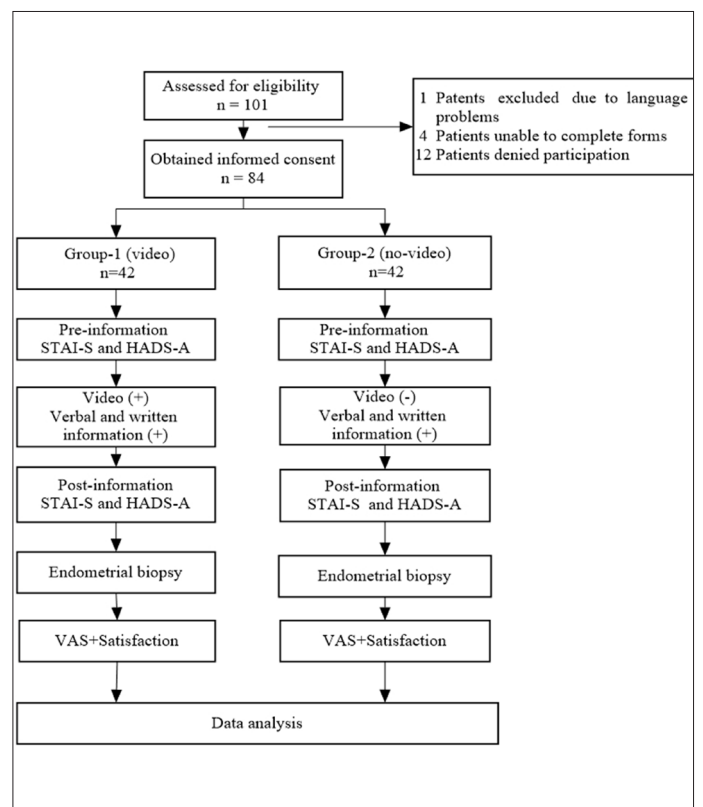 Assessed for eligibility
n = 101
1 Patents excluded due to language
problems
4 Patients unable to complete forms
12 Patients denied participation
Obtained informed consent
n = 84
Group-1 (video)
n=42
Group-2 (no-video)
n=42
Pre-information
STAI-S and HADS-A
Pre-information
STAI-S and HADS-A
Video (+)
Verbal and written
information (+)
Video (-)
Verbal and written
information (+)
Post-information
STAI-S and HADS-A
Post-information
STAI-S and HADS-A
Endometrial biopsy
Endometrial biopsy
VAS+Satisfaction
VAS+Satisfaction
Data analysis